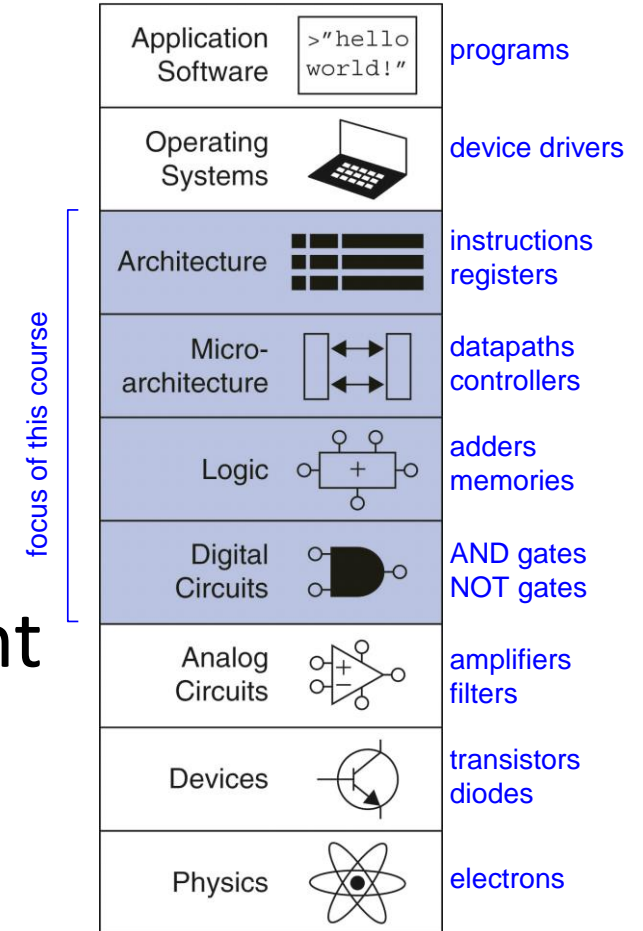 Application
Software
>"hello
world!"
programs
Operating
Systems
device drivers
focus of this course
Architecture
instructions
registers
Micro-
architecture
datapaths
controllers
Logic
+
adders
memories
Digital
Circuits
AND gates
NOT gates
nt
Analog
Circuits
+
−
amplifiers
filters
Devices
transistors
diodes
Physics
electrons